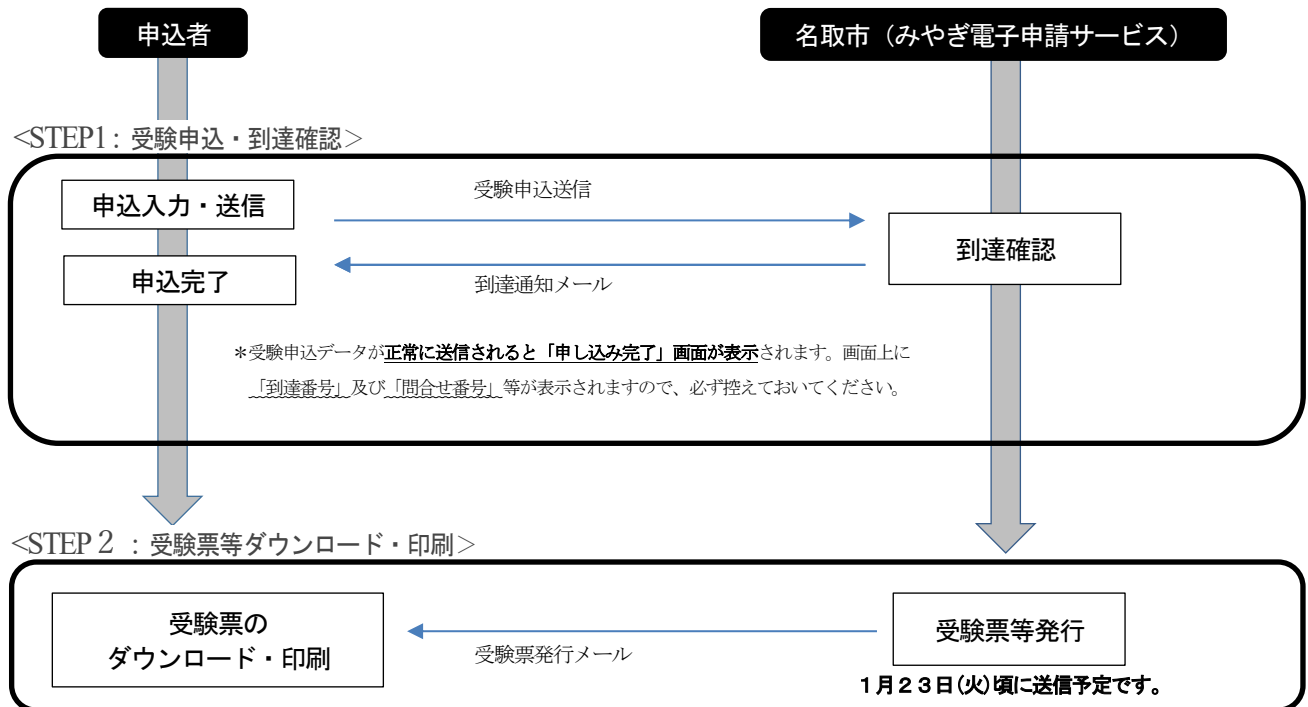 申込者
名取市（みやぎ電子申請サービス）
<STEP1：受験申込・到達確認>
申込入力・送信
受験申込送信
到達確認
申込完了
到達通知メール
＊受験申込データが正常に送信されると「申し込み完了」画面が表示されます。画面上に
「到達番号」及び「問合せ番号」等が表示されますので、必ず控えておいてください。
<STEP２：受験票等ダウンロード・印刷>
受験票の
ダウンロード・印刷
受験票発行メール
受験票等発行
１月２３日(火)頃に送信予定です。